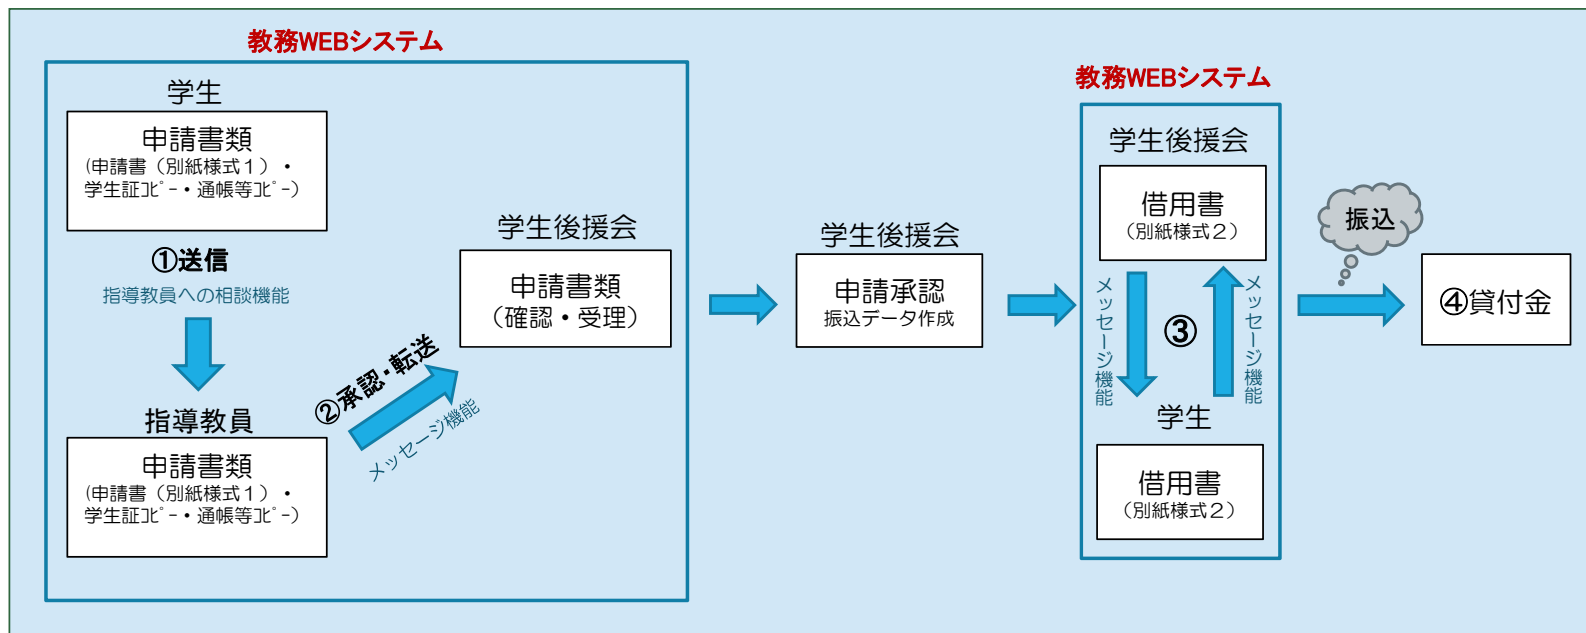 教務WEBシステム
学生
申請書類
(申請書（別紙様式１）・
学生証ｺﾋﾟｰ・通帳等ｺﾋﾟｰ)
①送信
指導教員への相談機能
指導教員
申請書類
(申請書（別紙様式１）・
学生証ｺﾋﾟｰ・通帳等ｺﾋﾟｰ)
②承認・転送
メッセージ機能
学生後援会
申請書類
（確認・受理）
学生後援会
申請承認
振込データ作成
教務WEBシステム
学生後援会
借用書
（別紙様式２）
メッセージ機能
③
メッセージ機能
学生
借用書
（別紙様式２）
振込
④貸付金